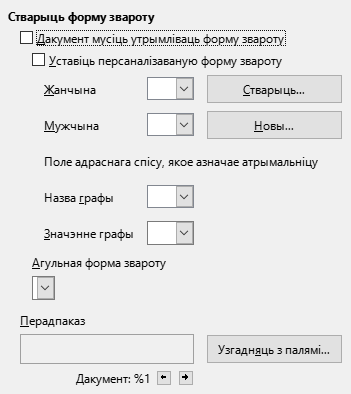 Стварыць форму звароту
Дакумент мусіць утрымліваць форму звароту
Уставіць персаналізаваную форму звароту
Жанчына
Стварыць...
Мужчына
Новы...
Поле адраснага спісу, якое азначае атрымальніцу
Назва графы
Значэнне графы
Агульная форма звароту
Перадпаказ
Узгадняць з палямі...
Дакумент: %1